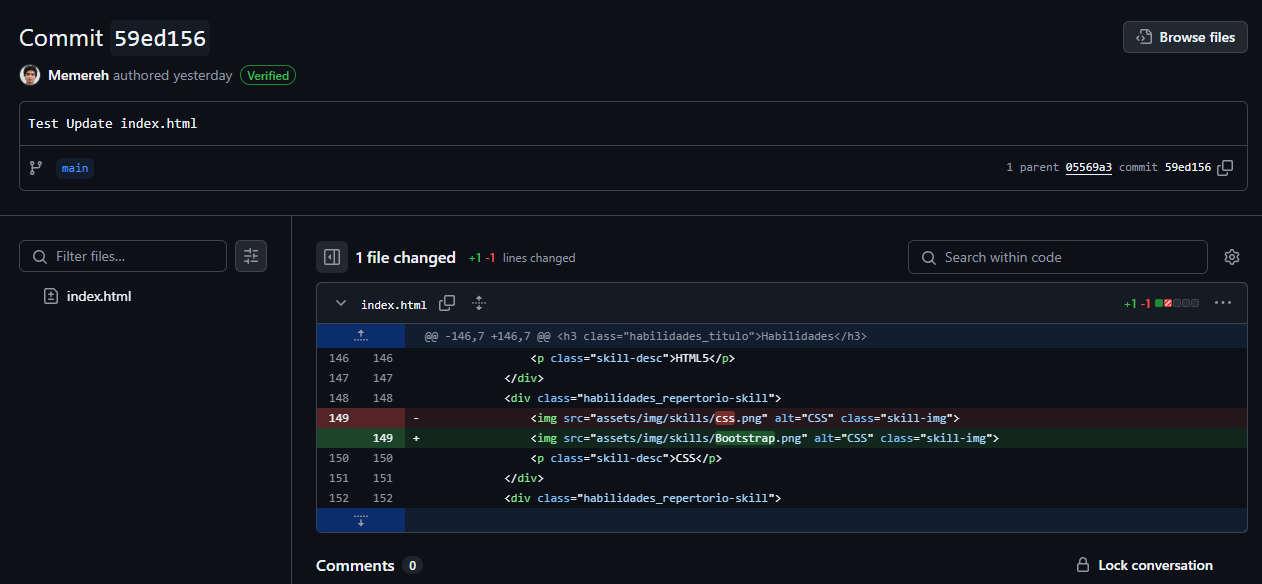 Commit 59ed156
Browse files
Memereh authored yesterday Verified
Test Update index.html
main
1 parent 05569a3 commit 59ed156
Filter files...
1 file changed +1 -1 lines changed
Search within code
index.html
index.html
+1 -1
@@ -146,7 +146,7 @@ <h3 class="habilidades_titulo">Habilidades</h3>
146 146 <p class="skill-desc">HTML5</p>
147 147 </div>
148 148 <div class="habilidades_repertorio-skill">
149 - <img src="assets/img/skills/css.png" alt="CSS" class="skill-img">
149 + <img src="assets/img/skills/Bootstrap.png" alt="CSS" class="skill-img">
150 150 <p class="skill-desc">CSS</p>
151 151 </div>
152 152 <div class="habilidades_repertorio-skill">
Comments 0
Lock conversation